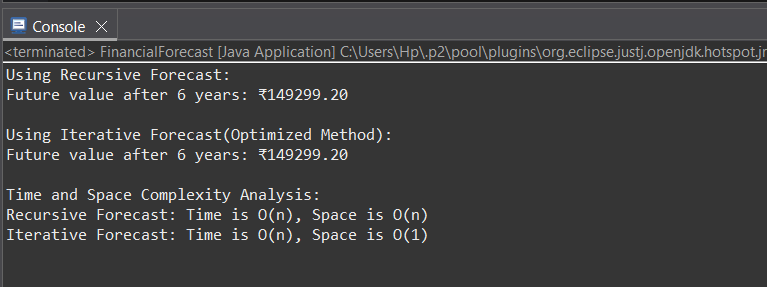 Console
<terminated> FinancialForecast [Java Application] C:\Users\Hp\.p2\pool\plugins\org.eclipse.justj.openjdk.hotspot.jr
Using Recursive Forecast:
Future value after 6 years: ₹149299.20
Using Iterative Forecast(Optimized Method):
Future value after 6 years: ₹149299.20
Time and Space Complexity Analysis:
Recursive Forecast: Time is O(n), Space is O(n)
Iterative Forecast: Time is O(n), Space is O(1)